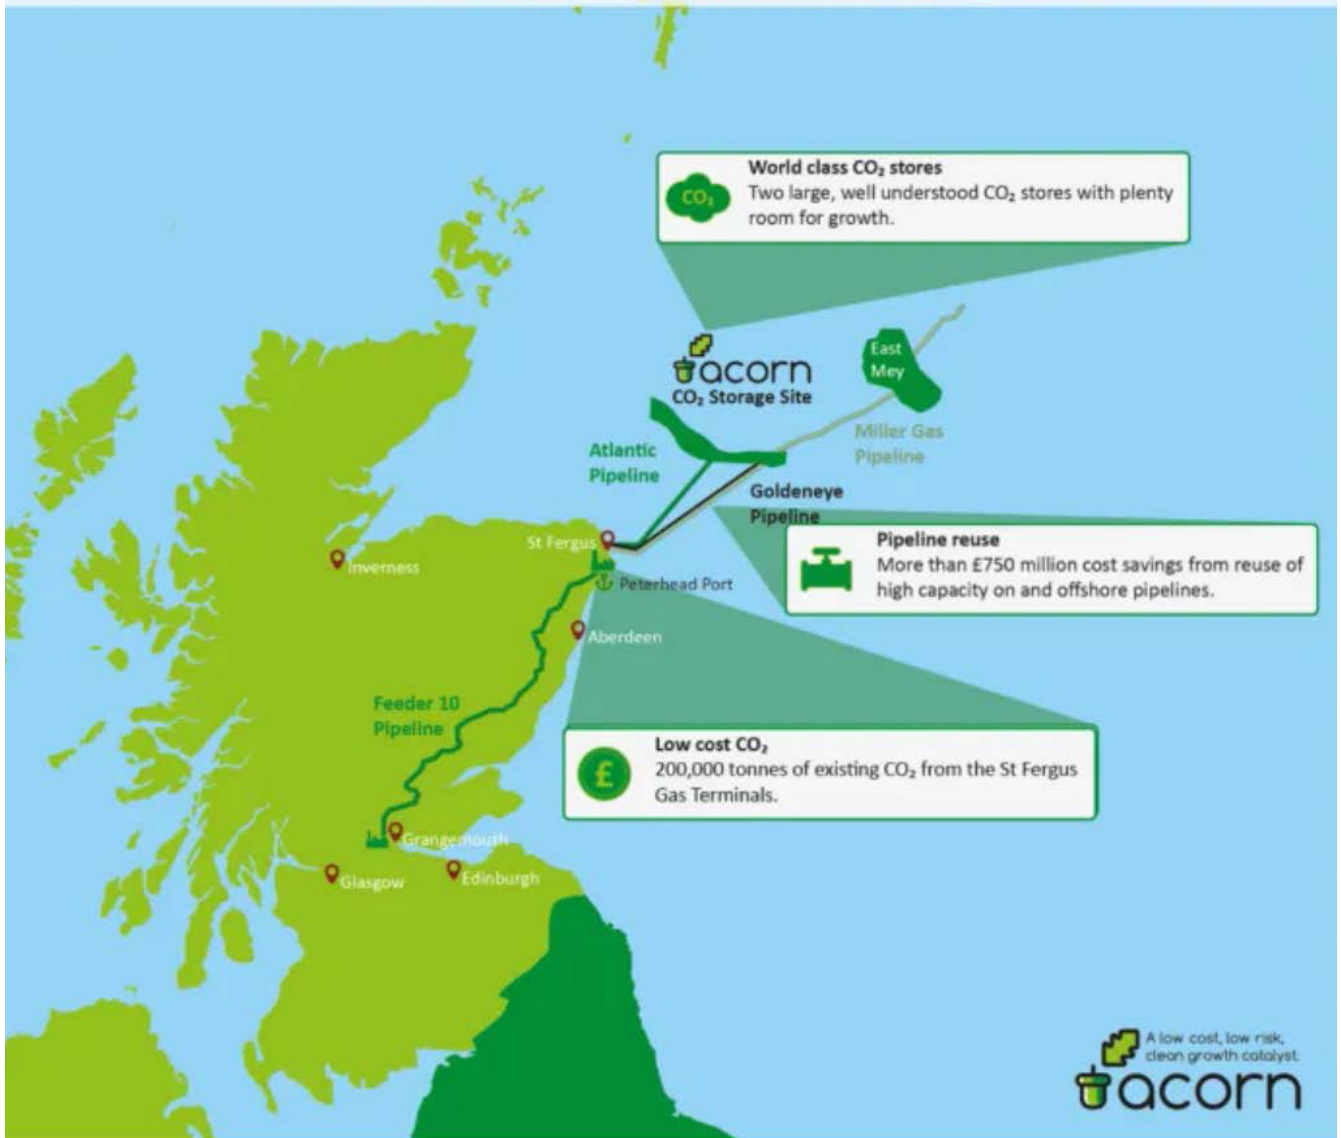 World class CO₂ stores
CO₂
Two large, well understood CO₂ stores with plenty
room for growth.
acorn
CO₂ Storage Site
East
Mey
Atlantic
Pipeline
Miller Gas
Pipeline
Goldeneye
Pipeline
St Fergus
Pipeline reuse
More than £750 million cost savings from reuse of
high capacity on and offshore pipelines.
Inverness
Peterhead Port
Aberdeen
Feeder 10
Pipeline
Low cost CO₂
£
200,000 tonnes of existing CO₂ from the St Fergus
Gas Terminals.
Grangemouth
Glasgow
Edinburgh
A low cost, low risk,
clean growth catalyst.
acorn